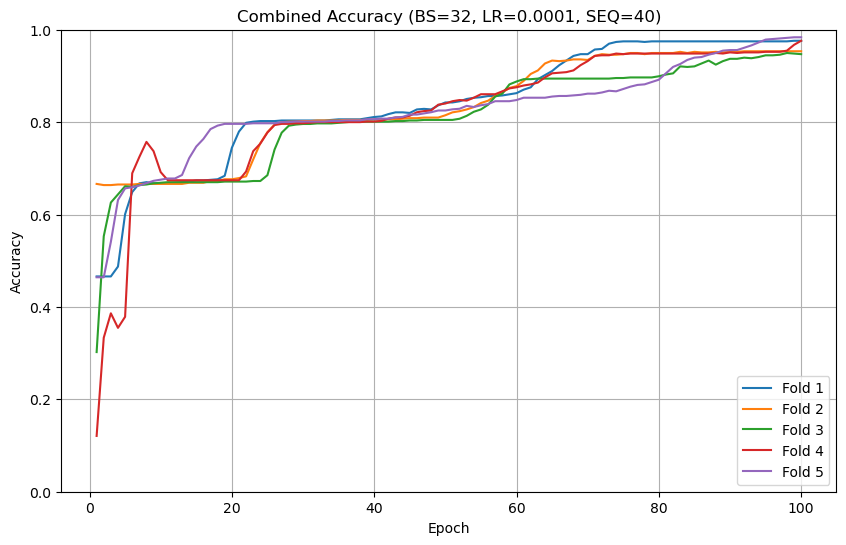 Combined Accuracy (BS=32, LR=0.0001, SEQ=40)
Accuracy
1.0
0.8
0.6
0.4
0.2
0.0
0
20
40
60
80
100
Epoch
Fold 1
Fold 2
Fold 3
Fold 4
Fold 5